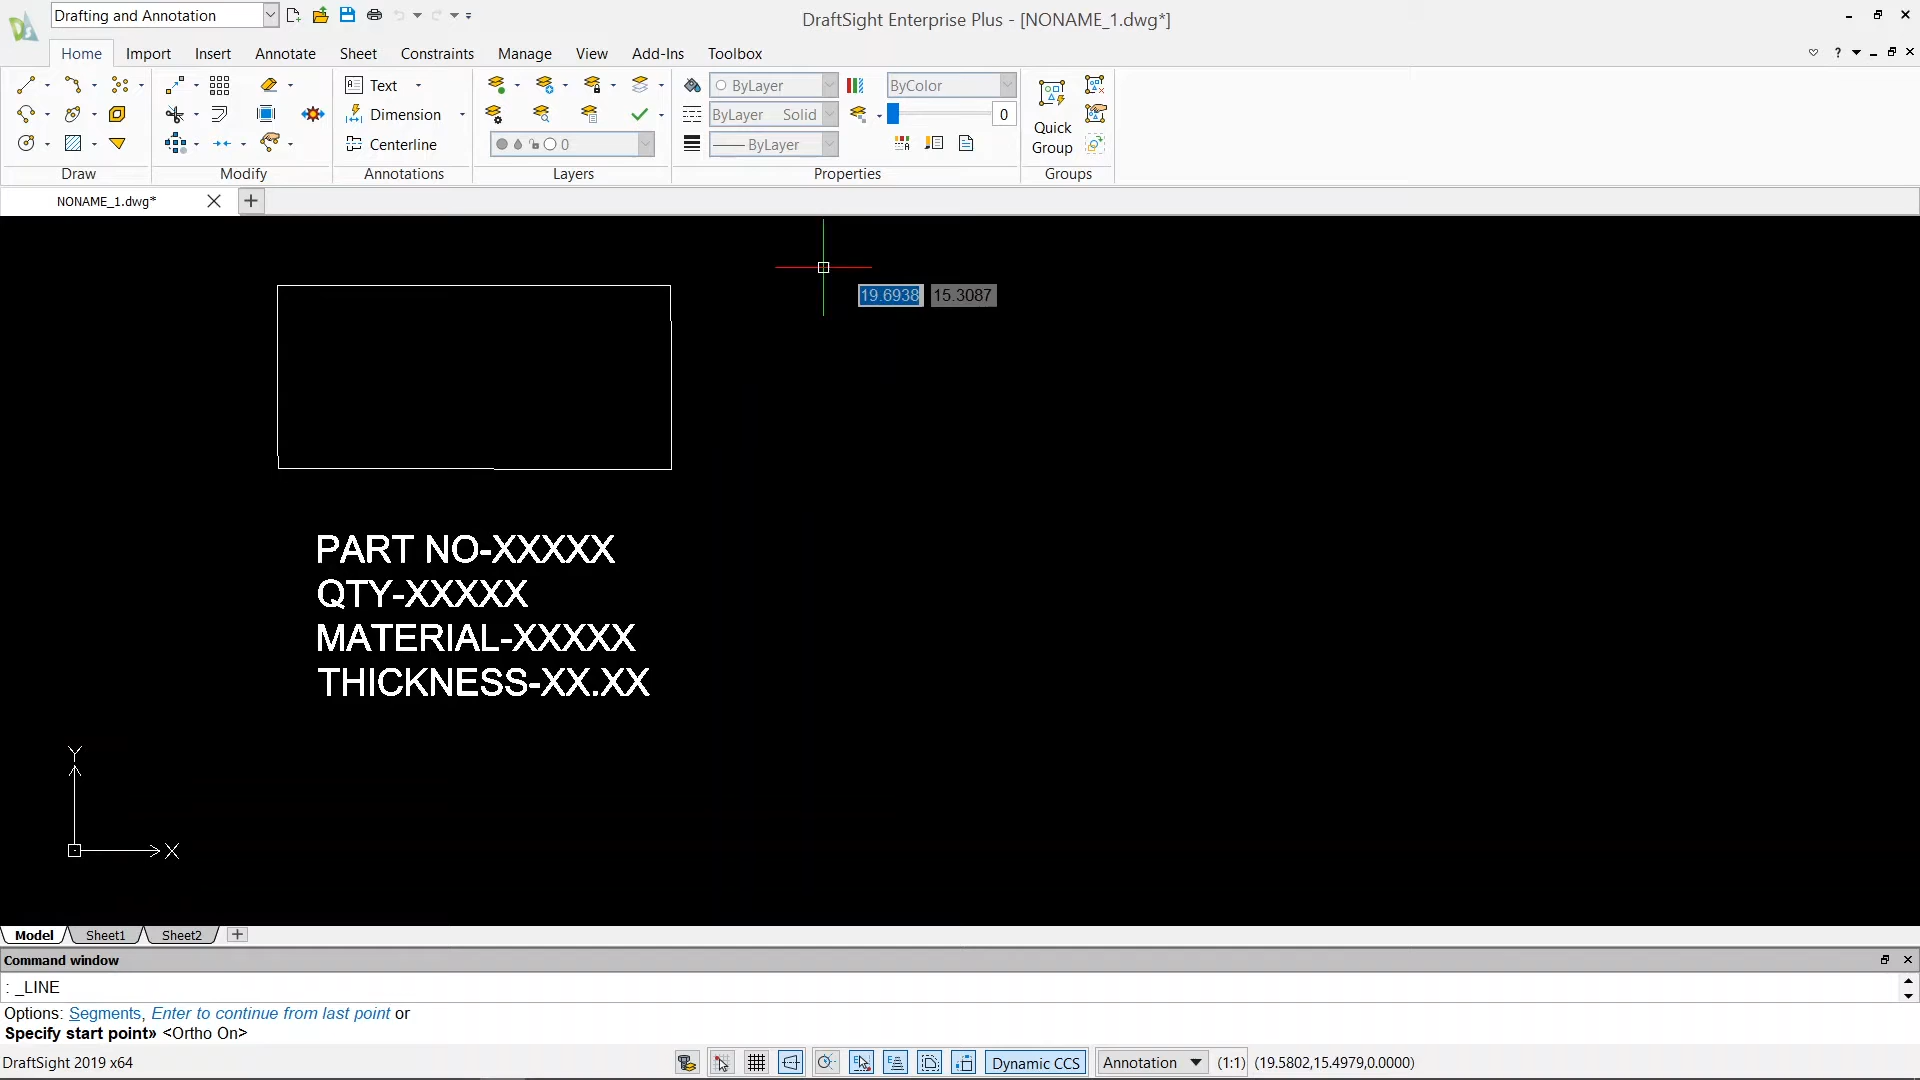 Drafting and Annotation
DraftSight Enterprise Plus - [NONAME_1.dwg*]
Home Import Insert Annotate Sheet Constraints Manage View Add-Ins Toolbox
Text
Dimension
Centerline
0
ByLayer
ByLayer Solid
ByLayer
ByColor
0
Quick
Group
Draw Modify Annotations Layers Properties Groups
NONAME_1.dwg*
19.6938 15.3087
PART NO-XXXXX
QTY-XXXXX
MATERIAL-XXXXX
THICKNESS-XX.XX
Y
X
Model Sheet1 Sheet2
Command window
: _LINE
Options: Segments, Enter to continue from last point or
Specify start point» <Ortho On>
DraftSight 2019 x64
Dynamic CCS
Annotation
(1:1)
(19.5802,15.4979,0.0000)